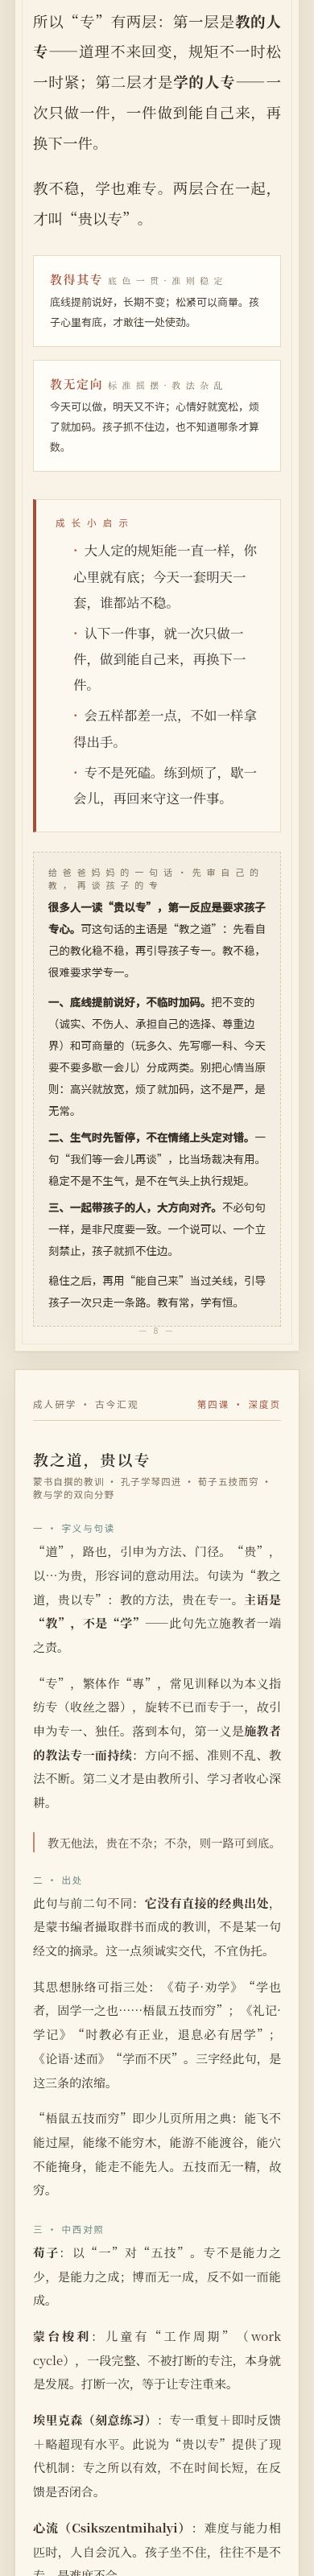 所以“专”有两层：第一层是教的人
专——道理不来回变，规矩不一时松
一时紧；第二层才是学的人专——一
次只做一件，一件做到能自己来，再
换下一件。
教不稳，学也难专。两层合在一起，
才叫“贵以专”。
教得其专 底色一贯·准则稳定
底线提前说好，长期不变；松紧可以商量。孩
子心里有底，才敢往一处使劲。
教无定向 标准摇摆·教法杂乱
今天可以做，明天又不许；心情好就宽松，烦
了就加码。孩子抓不住边，也不知道哪条才算
数。
成长小启示
· 大人定的规矩能一直一样，你
心里就有底；今天一套明天一
套，谁都站不稳。
· 认下一件事，就一次只做一
件，做到能自己来，再换下一
件。
· 会五样都差一点，不如一样拿
得出手。
· 专不是死磕。练到烦了，歇一
会儿，再回来守这一件事。
给爸爸妈妈的一句话·先审自己的
教，再谈孩子的专
很多人一读“贵以专”，第一反应是要求孩子
专心。可这句话的主语是“教之道”：先看自
己的教化稳不稳，再引导孩子专一。教不稳，
很难要求学专一。
一、底线提前说好，不临时加码。把不变的
（诚实、不伤人、承担自己的选择、尊重边
界）和可商量的（玩多久、先写哪一科、今天
要不要多歇一会儿）分成两类。别把心情当原
则：高兴就放宽，烦了就加码，这不是严，是
无常。
二、生气时先暂停，不在情绪上头定对错。一
句“我们等一会儿再谈”，比当场裁决有用。
稳定不是不生气，是不在气头上执行规矩。
三、一起带孩子的人，大方向对齐。不必句句
一样，是非尺度要一致。一个说可以、一个立
刻禁止，孩子就抓不住边。
稳住之后，再用“能自己来”当过关线，引导
孩子一次只走一条路。教有常，学有恒。
— 8 —
成人研学 · 古今汇观 第四课 · 深度页
教之道，贵以专
蒙书自撰的教训 · 孔子学琴四进 · 荀子五技而穷 ·
教与学的双向分野
一 · 字义与句读
“道”，路也，引申为方法、门径。“贵”，
以…为贵，形容词的意动用法。句读为“教之
道，贵以专”：教的方法，贵在专一。主语是
“教”，不是“学”——此句先立施教者一端
之责。
“专”，繁体作“專”，常见训释以为本义指
纺专（收丝之器），旋转不已而专于一，故引
申为专一、独任。落到本句，第一义是施教者
的教法专一而持续：方向不摇、准则不乱、教
法不断。第二义才是由教所引、学习者收心深
耕。
教无他法，贵在不杂；不杂，则一路可到底。
二 · 出处
此句与前二句不同：它没有直接的经典出处，
是蒙书编者撮取群书而成的教训，不是某一句
经文的摘录。这一点须诚实交代，不宜伪托。
其思想脉络可指三处：《荀子·劝学》“学也
者，固学一之也……梧鼠五技而穷”；《礼记·
学记》“时教必有正业，退息必有居学”；
《论语·述而》“学而不厌”。三字经此句，是
这三条的浓缩。
“梧鼠五技而穷”即少儿页所用之典：能飞不
能过屋，能缘不能穷木，能游不能渡谷，能穴
不能掩身，能走不能先人。五技而无一精，故
穷。
三 · 中西对照
荀子：以“一”对“五技”。专不是能力之
少，是能力之成；博而无一成，反不如一而能
成。
蒙台梭利：儿童有“工作周期”（work
cycle），一段完整、不被打断的专注，本身就
是发展。打断一次，等于让专注重来。
埃里克森（刻意练习）：专一重复＋即时反馈
＋略超现有水平。此说为“贵以专”提供了现
代机制：专之所以有效，不在时间长短，在反
馈是否闭合。
心流（Csikszentmihalyi）：难度与能力相
匹时，人自会沉入。孩子坐不住，往往不是不
专，是难度不合。